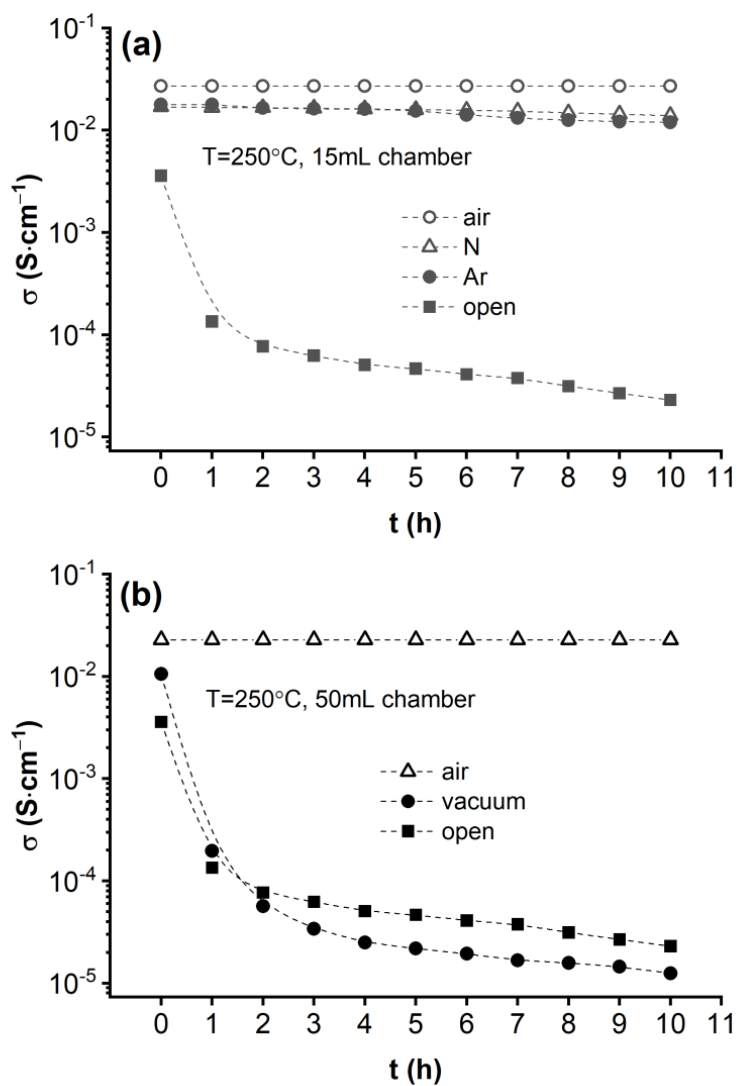 (a)
10⁻¹
10⁻²
10⁻³
10⁻⁴
10⁻⁵
σ (S·cm⁻¹)
T=250°C, 15mL chamber
air
N
Ar
open
0 1 2 3 4 5 6 7 8 9 10 11
t (h)
(b)
10⁻¹
10⁻²
10⁻³
10⁻⁴
10⁻⁵
σ (S·cm⁻¹)
T=250°C, 50mL chamber
air
vacuum
open
0 1 2 3 4 5 6 7 8 9 10 11
t (h)